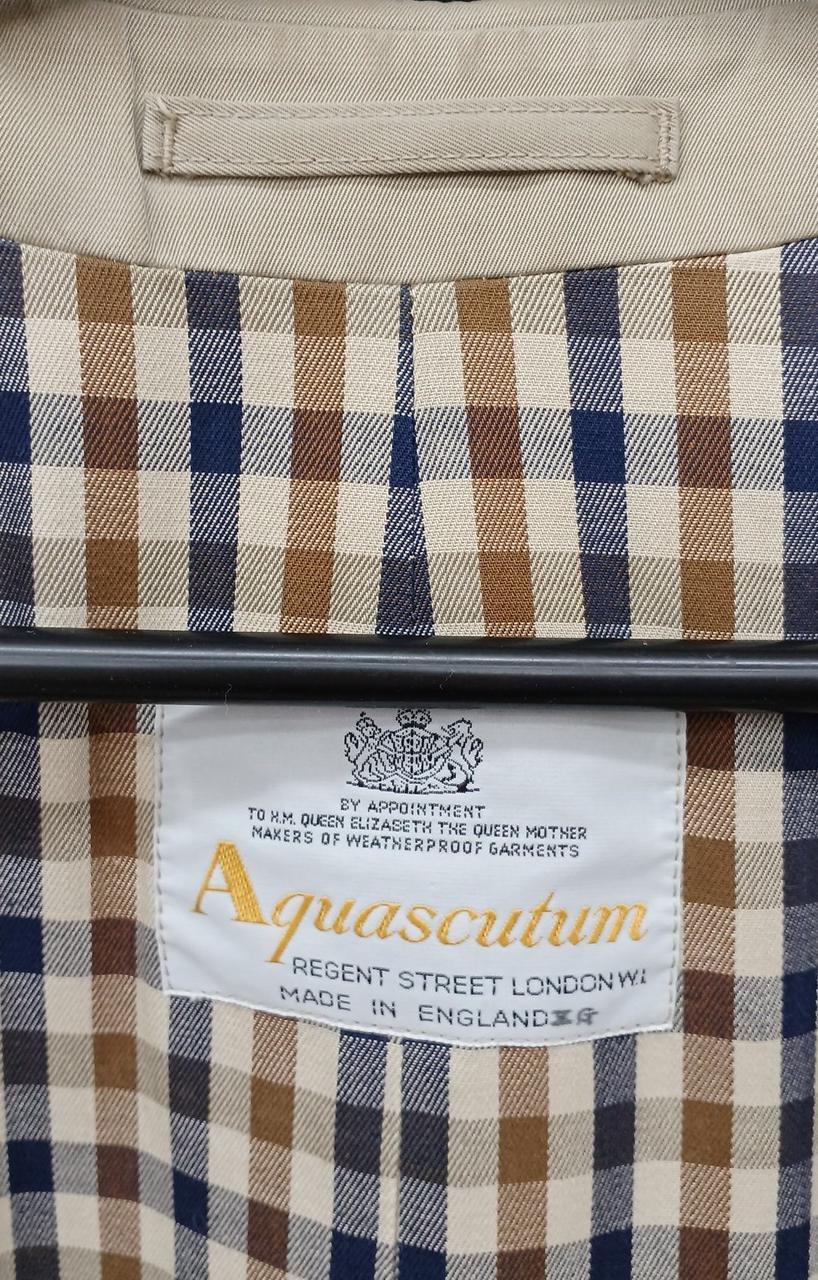 BY APPOINTMENT
TO H.M. QUEEN ELIZABETH THE QUEEN MOTHER
MAKERS OF WEATHERPROOF GARMENTS
Aquascutum
REGENT STREET LONDON W.1
MADE IN ENGLAND